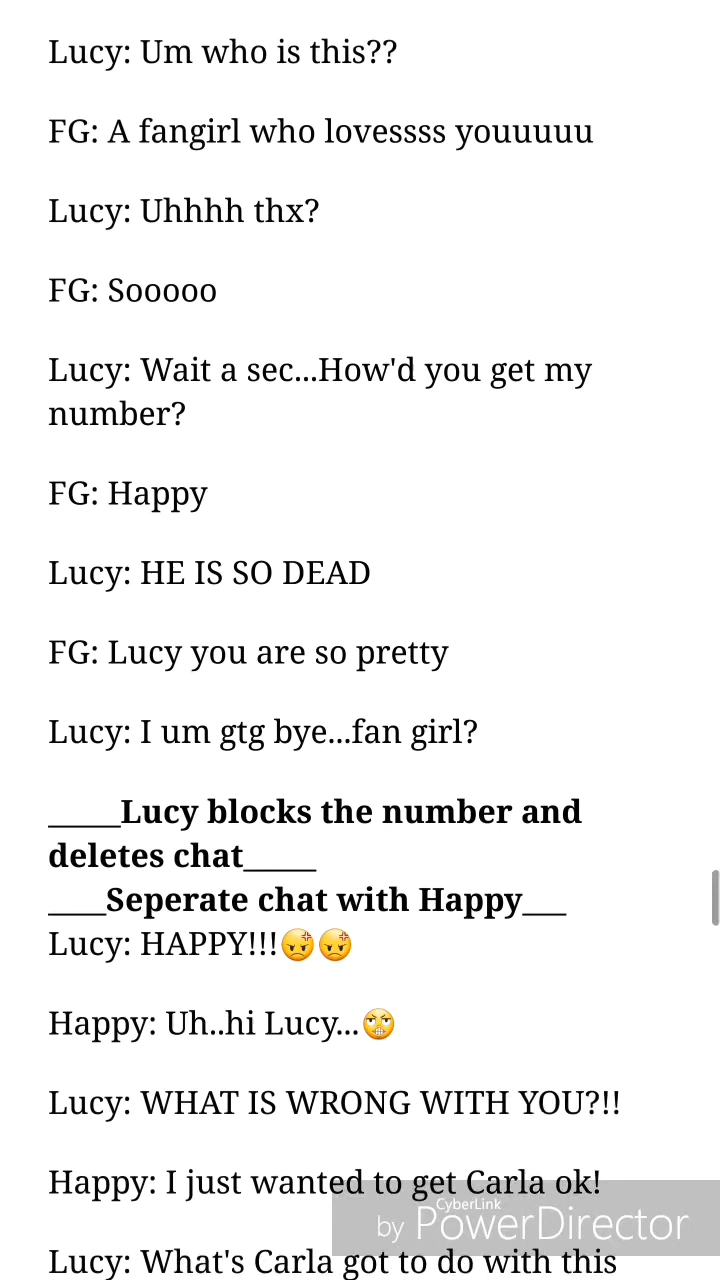 Lucy: Um who is this??
FG: A fangirl who lovessss youuuuu
Lucy: Uhhhh thx?
FG: Sooooo
Lucy: Wait a sec...How'd you get my
number?
FG: Happy
Lucy: HE IS SO DEAD
FG: Lucy you are so pretty
Lucy: I um gtg bye...fan girl?
_____Lucy blocks the number and
deletes chat_____
____Seperate chat with Happy___
Lucy: HAPPY!!!😡😡
Happy: Uh..hi Lucy...😬
Lucy: WHAT IS WRONG WITH YOU?!!
Happy: I just wanted to get Carla ok!
CyberLink
by PowerDirector
Lucy: What's Carla got to do with this